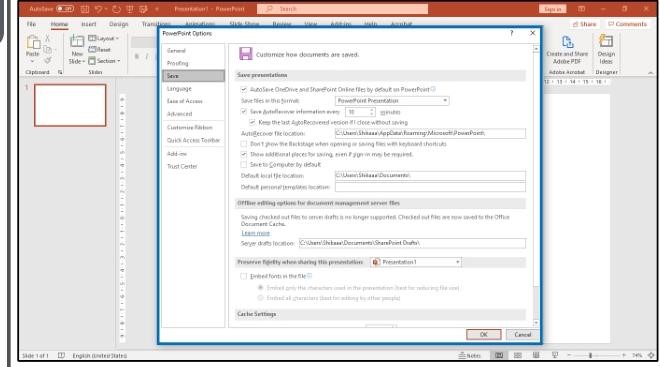 AutoSave Off Presentation1 - PowerPoint Search Sign in
File Home Insert Design Transitions Animations Slide Show Review View Add-ins Help Acrobat Share Comments
Paste New Slide Layout Reset Section Create and Share Adobe PDF Design Ideas
Clipboard Slides Adobe Acrobat Designer
1
PowerPoint Options ? X
General
Proofing
Save
Language
Ease of Access
Advanced
Customize Ribbon
Quick Access Toolbar
Add-ins
Trust Center
Customize how documents are saved.
Save presentations
AutoSave OneDrive and SharePoint Online files by default on PowerPoint
Save files in this format: PowerPoint Presentation
Save AutoRecover information every 10 minutes
Keep the last AutoRecovered version if I close without saving
AutoRecover file location: C:\Users\Shikaaa\AppData\Roaming\Microsoft\PowerPoint\
Don't show the Backstage when opening or saving files with keyboard shortcuts
Show additional places for saving, even if sign-in may be required.
Save to Computer by default
Default local file location: C:\Users\Shikaaa\Documents\
Default personal templates location:
Offline editing options for document management server files
Saving checked out files to server drafts is no longer supported. Checked out files are now saved to the Office
Document Cache.
Learn more
Server drafts location: C:\Users\Shikaaa\Documents\SharePoint Drafts\
Preserve fidelity when sharing this presentation: Presentation1
Embed fonts in the file
Embed only the characters used in the presentation (best for reducing file size)
Embed all characters (best for editing by other people)
Cache Settings
OK Cancel
Slide 1 of 1 English (United States) Notes 74%